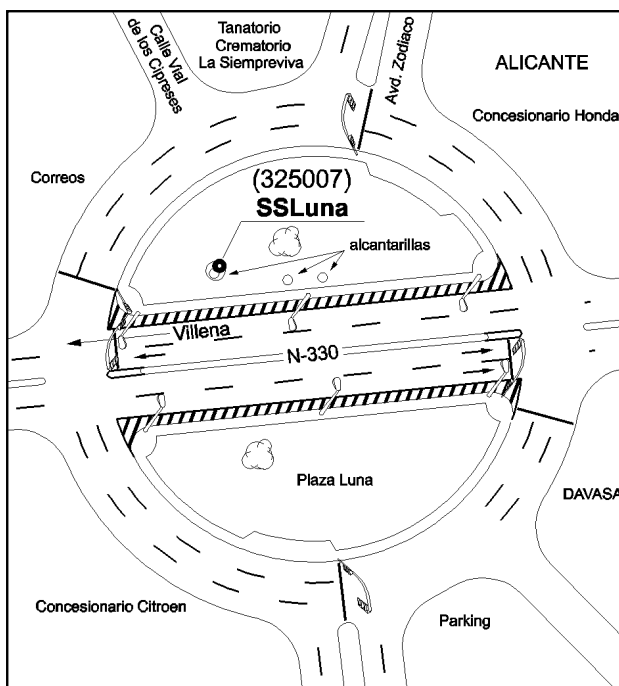 Calle Vial
de los Cipreses
Tanatorio
Crematorio
La Siempreviva
Avd. Zodiaco
ALICANTE
Concesionario Honda
Correos
(325007)
SSLuna
alcantarillas
Villena
N-330
Plaza Luna
DAVASA
Concesionario Citroen
Parking